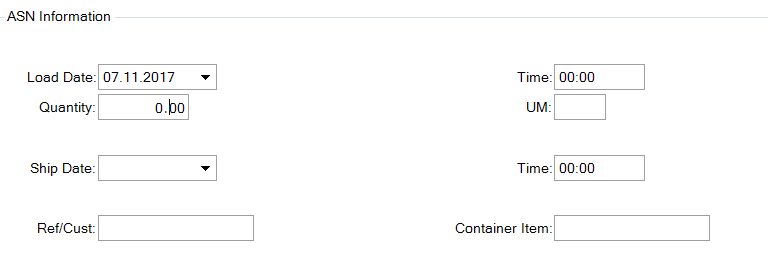 ASN Information
Load Date: 07.11.2017 Time: 00:00
Quantity: 0.00 UM:
Ship Date: Time: 00:00
Ref/Cust: Container Item: